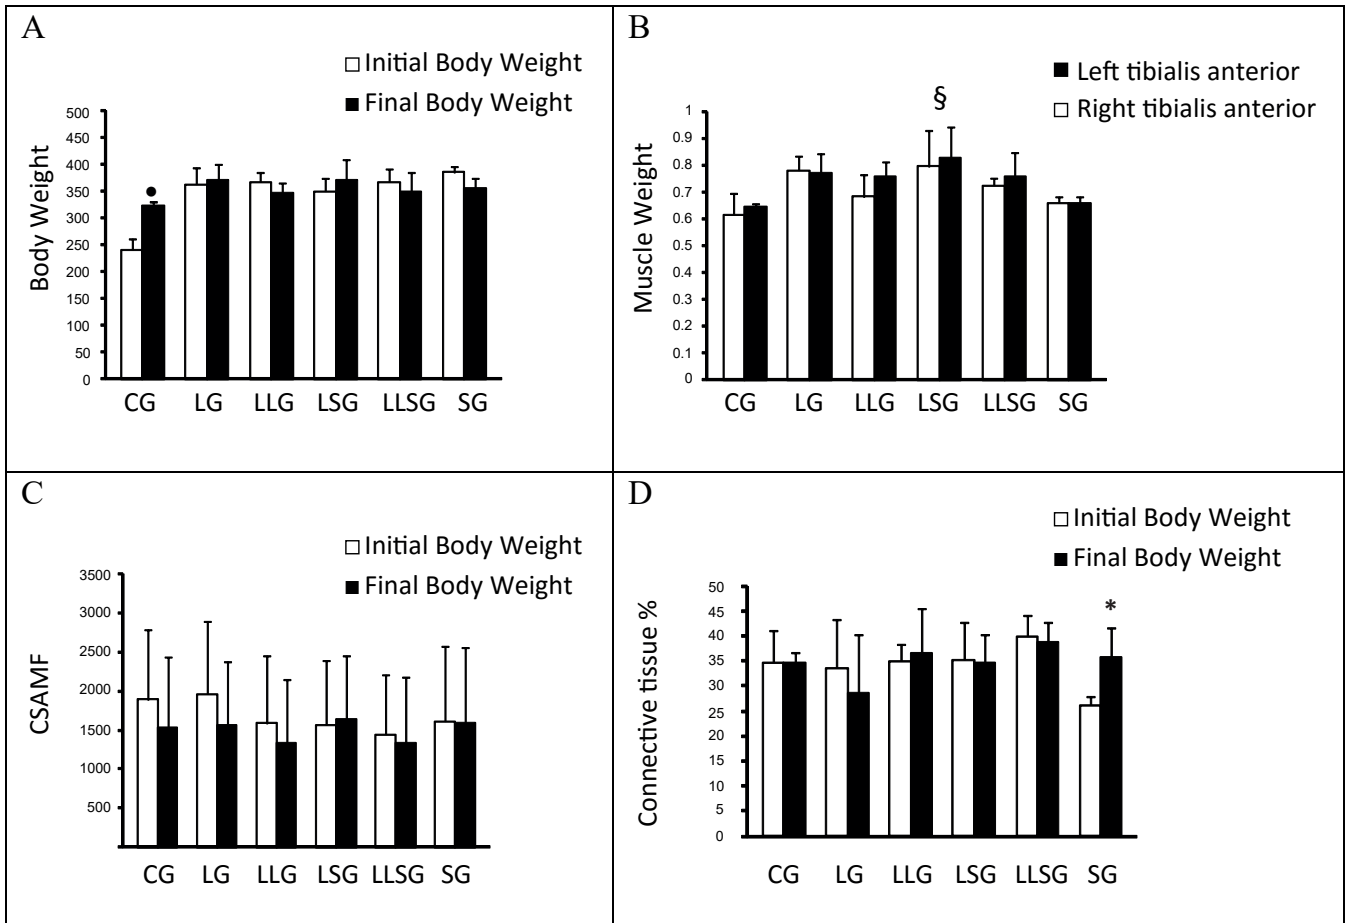 A
Initial Body Weight
Final Body Weight
Body Weight
500
450
400
350
300
250
200
150
100
50
0
●
CG LG LLG LSG LLSG SG
B
Left tibialis anterior
Right tibialis anterior
Muscle Weight
§
1
0.9
0.8
0.7
0.6
0.5
0.4
0.3
0.2
0.1
0
CG LG LLG LSG LLSG SG
C
Initial Body Weight
Final Body Weight
CSAMF
3500
3000
2500
2000
1500
1000
500
CG LG LLG LSG LLSG SG
D
Initial Body Weight
Final Body Weight
Connective tissue %
50
45
40
35
30
25
20
15
10
5
0
*
CG LG LLG LSG LLSG SG